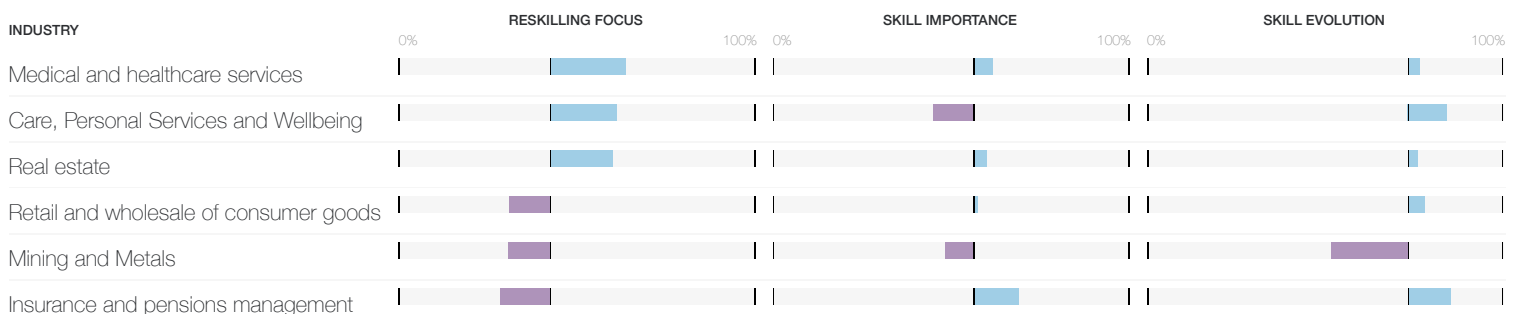 INDUSTRY RESKILLING FOCUS SKILL IMPORTANCE SKILL EVOLUTION
0% 100% 0% 100% 0% 100%
Medical and healthcare services
Care, Personal Services and Wellbeing
Real estate
Retail and wholesale of consumer goods
Mining and Metals
Insurance and pensions management